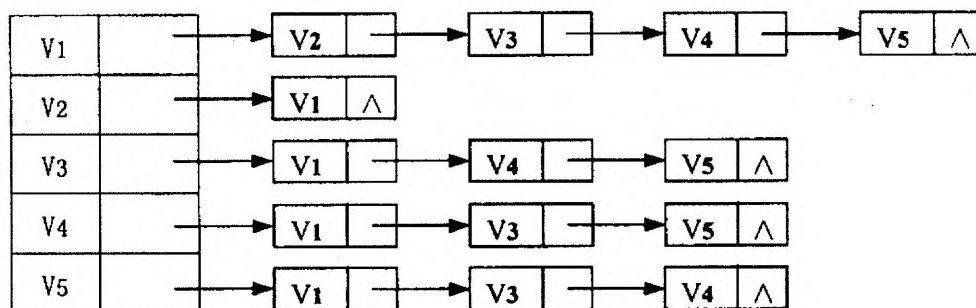 V1 V2 V3 V4 V5 ∧
V2 V1 ∧
V3 V1 V4 V5 ∧
V4 V1 V3 V5 ∧
V5 V1 V3 V4 ∧